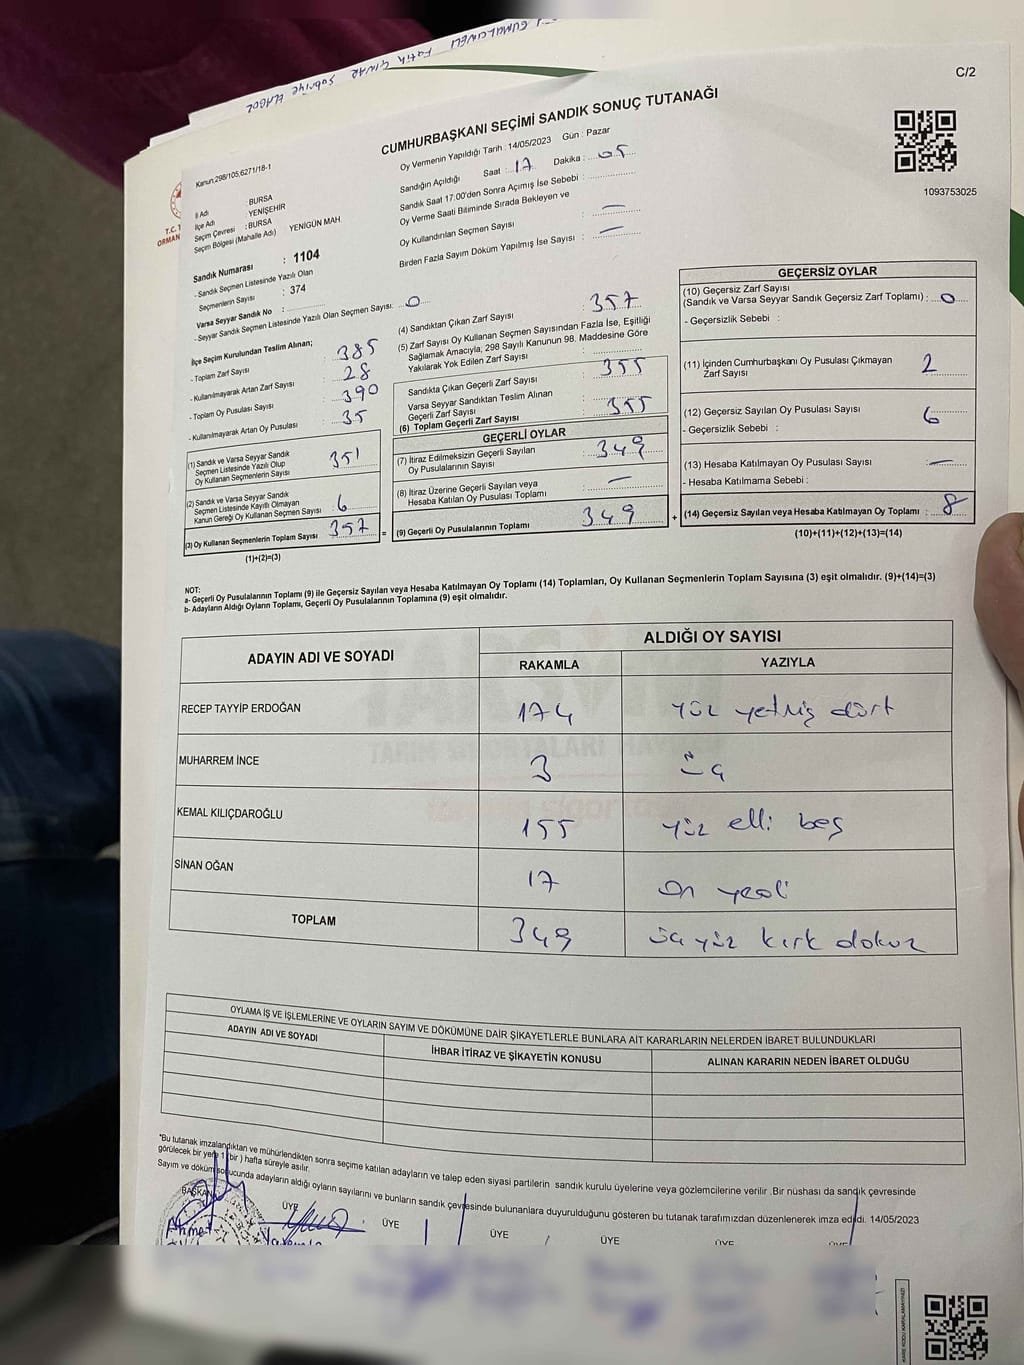 C/2
CUMHURBAŞKANI SEÇİMİ SANDIK SONUÇ TUTANAĞI
1093753025
Kanun,298/105,6271/18-1
T.C. T
ORMAN
İl Adı : BURSA
İlçe Adı : YENİŞEHİR
Seçim Çevresi : BURSA
Seçim Bölgesi (Mahalle Adı) YENİGÜN MAH
Sandık Numarası : 1104
- Sandık Seçmen Listesinde Yazılı Olan
Seçmenlerin Sayısı : 374
Varsa Seyyar Sandık No :
- Seyyar Sandık Seçmen Listesinde Yazılı Olan Seçmen Sayısı: 0
Oy Vermenin Yapıldığı Tarih : 14/05/2023 Gün : Pazar
Sandığın Açıldığı Saat : 17 Dakika : 05
Sandık Saat 17:00'den Sonra Açımış İse Sebebi :
Oy Verme Saati Bitiminde Sırada Bekleyen ve
Oy Kullandırılan Seçmen Sayısı : —
Birden Fazla Sayım Döküm Yapılmış İse Sayısı : —
İlçe Seçim Kurulundan Teslim Alınan;
- Toplam Zarf Sayısı : 385
- Kullanılmayarak Artan Zarf Sayısı : 28
- Toplam Oy Pusulası Sayısı : 390
- Kullanılmayarak Artan Oy Pusulası : 35
(1) Sandık ve Varsa Seyyar Sandık
Seçmen Listesinde Yazılı Olup
Oy Kullanan Seçmenlerin Sayısı : 351
(2) Sandık ve Varsa Seyyar Sandık
Seçmen Listesinde Kayıtlı Olmayan
Kanun Gereği Oy Kullanan Seçmen Sayısı : 6
(3) Oy Kullanan Seçmenlerin Toplam Sayısı : 357
(1)+(2)=(3)
(4) Sandıktan Çıkan Zarf Sayısı : 357
(5) Zarf Sayısı Oy Kullanan Seçmen Sayısından Fazla İse, Eşitliği
Sağlamak Amacıyla, 298 Sayılı Kanunun 98. Maddesine Göre
Yakılarak Yok Edilen Zarf Sayısı :
Sandıkta Çıkan Geçerli Zarf Sayısı : 355
Varsa Seyyar Sandıktan Teslim Alınan
Geçerli Zarf Sayısı :
(6) Toplam Geçerli Zarf Sayısı : 355
GEÇERLİ OYLAR
(7) İtiraz Edilmeksizin Geçerli Sayılan
Oy Pusulalarının Sayısı : 349
(8) İtiraz Üzerine Geçerli Sayılan veya
Hesaba Katılan Oy Pusulası Toplamı : —
= (9) Geçerli Oy Pusulalarının Toplamı : 349 +
GEÇERSİZ OYLAR
(10) Geçersiz Zarf Sayısı
(Sandık ve Varsa Seyyar Sandık Geçersiz Zarf Toplamı) : 0
- Geçersizlik Sebebi :
(11) İçinden Cumhurbaşkanı Oy Pusulası Çıkmayan
Zarf Sayısı : 2
(12) Geçersiz Sayılan Oy Pusulası Sayısı : 6
- Geçersizlik Sebebi :
(13) Hesaba Katılmayan Oy Pusulası Sayısı : —
- Hesaba Katılmama Sebebi :
(14) Geçersiz Sayılan veya Hesaba Katılmayan Oy Toplamı : 8
(10)+(11)+(12)+(13)=(14)
NOT:
a- Geçerli Oy Pusulalarının Toplamı (9) ile Geçersiz Sayılan veya Hesaba Katılmayan Oy Toplamı (14) Toplamları, Oy Kullanan Seçmenlerin Toplam Sayısına (3) eşit olmalıdır. (9)+(14)=(3)
b- Adayların Aldığı Oyların Toplamı, Geçerli Oy Pusulalarının Toplamına (9) eşit olmalıdır.
ADAYIN ADI VE SOYADI ALDIĞI OY SAYISI
RAKAMLA YAZIYLA
RECEP TAYYİP ERDOĞAN 174 yüz yetmiş dört
MUHARREM İNCE 3 üç
KEMAL KILIÇDAROĞLU 155 yüz elli beş
SİNAN OĞAN 17 on yedi
TOPLAM 349 üç yüz kırk dokuz
OYLAMA İŞ VE İŞLEMLERİNE VE OYLARIN SAYIM VE DÖKÜMÜNE DAİR ŞİKAYETLERLE BUNLARA AİT KARARLARIN NELERDEN İBARET BULUNDUKLARI
ADAYIN ADI VE SOYADI İHBAR İTİRAZ VE ŞİKAYETİN KONUSU ALINAN KARARIN NEDEN İBARET OLDUĞU
*Bu tutanak imzalandıktan ve mühürlendikten sonra seçime katılan adayların ve talep eden siyasi partilerin sandık kurulu üyelerine veya gözlemcilerine verilir .Bir nüshası da sandık çevresinde
görülecek bir yere 1 (bir ) hafta süreyle asılır.
Sayım ve döküm sonucunda adayların aldığı oyların sayılarını ve bunların sandık çevresinde bulunanlara duyurulduğunu gösteren bu tutanak tarafımızdan düzenlenerek imza edildi. 14/05/2023
BAŞKAN ÜYE ÜYE ÜYE ÜYE ÜYE ÜYE
Ahmet